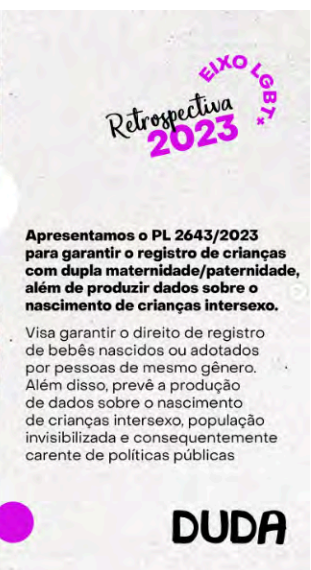 EIXO LGBT*
Retrospectiva
2023
Apresentamos o PL 2643/2023
para garantir o registro de crianças
com dupla maternidade/paternidade,
além de produzir dados sobre o
nascimento de crianças intersexo.
Visa garantir o direito de registro
de bebês nascidos ou adotados
por pessoas de mesmo gênero.
Além disso, prevê a produção
de dados sobre o nascimento
de crianças intersexo, população
invisibilizada e consequentemente
carente de políticas públicas
DUDA